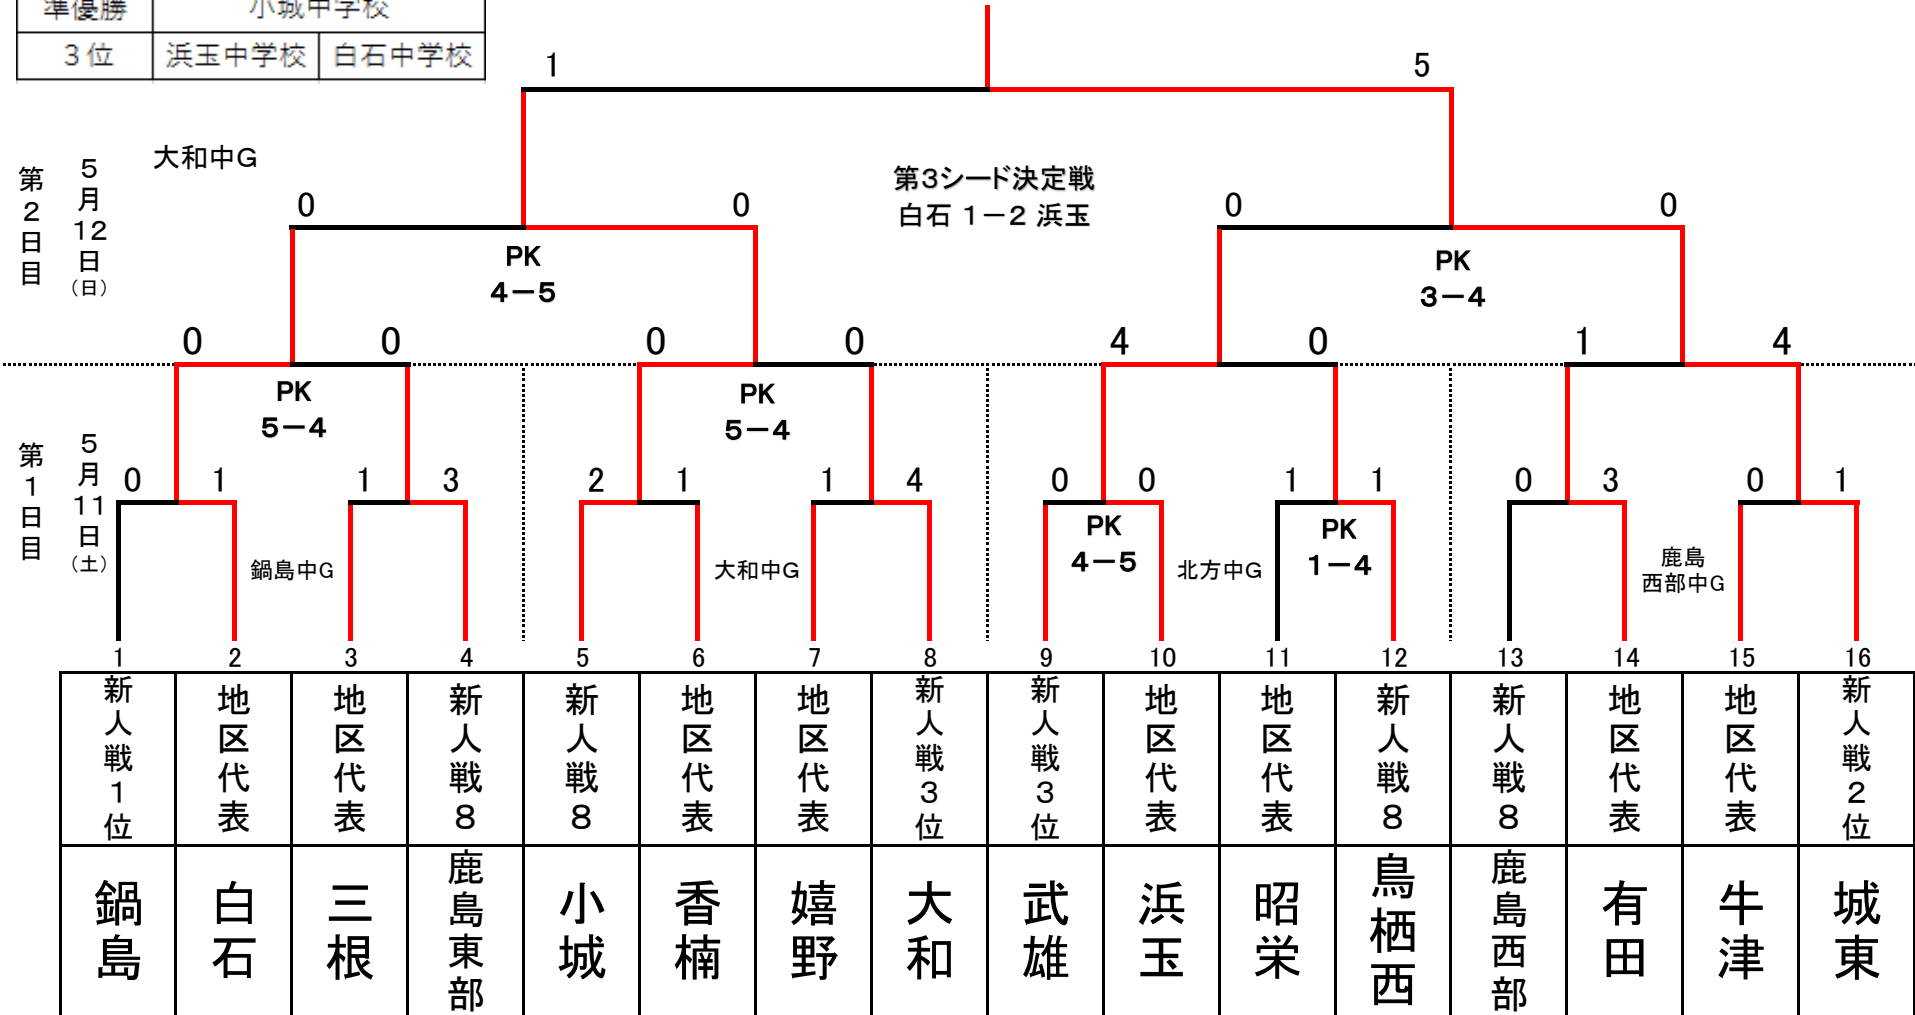 準優勝 小城中学校
３位 浜玉中学校 白石中学校
1 5
大和中G
第2日目
5月12日（日）
第3シード決定戦
白石 1－2 浜玉
0 0 0 0
PK
4－5
PK
3－4
0 0 0 0 4 0 1 4
PK
5－4
PK
5－4
第1日目
5月11日（土）
0 1 1 3 2 1 1 4 0 0 1 1 0 3 0 1
PK
4－5
PK
1－4
鍋島中G
大和中G
北方中G
鹿島
西部中G
1 2 3 4 5 6 7 8 9 10 11 12 13 14 15 16
新人戦1位
地区代表
地区代表
新人戦8
新人戦8
地区代表
地区代表
新人戦3位
新人戦3位
地区代表
地区代表
新人戦8
新人戦8
地区代表
地区代表
新人戦2位
鍋島
白石
三根
鹿島東部
小城
香楠
嬉野
大和
武雄
浜玉
昭栄
鳥栖西
鹿島西部
有田
牛津
城東